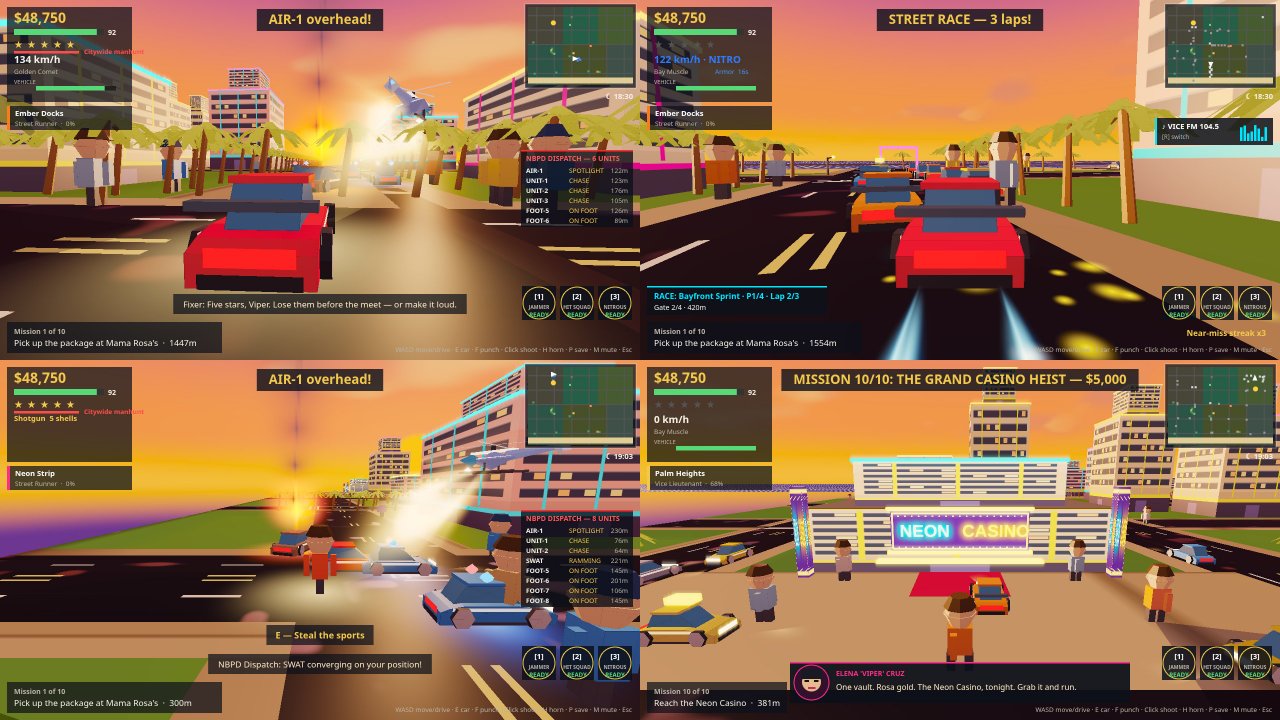 $48,750
92
★ ★ ★ ★ ★ Citywide manhunt
134 km/h
Golden Comet
VEHICLE
Ember Docks
Street Runner · 0%
AIR-1 overhead!
☾ 18:30
NBPD DISPATCH — 6 UNITS
AIR-1 SPOTLIGHT 122m
UNIT-1 CHASE 123m
UNIT-2 CHASE 176m
UNIT-3 CHASE 105m
FOOT-5 ON FOOT 126m
FOOT-6 ON FOOT 89m
Fixer: Five stars, Viper. Lose them before the meet — or make it loud.
[1] [2] [3]
JAMMER HIT SQUAD NITROUS
READY READY READY
Mission 1 of 10
Pick up the package at Mama Rosa's · 1447m
WASD move/drive · E car · F punch · Click shoot · H horn · P save · M mute · Esc
$48,750
92
★ ★ ★ ★ ★
122 km/h · NITRO
Bay Muscle Armor 16s
VEHICLE
Ember Docks
Street Runner · 0%
STREET RACE — 3 laps!
☾ 18:30
♪ VICE FM 104.5
[R] switch
RACE: Bayfront Sprint · P1/4 · Lap 2/3
Gate 2/4 · 420m
[1] [2] [3]
JAMMER HIT SQUAD NITROUS
READY READY READY
Near-miss streak x3
Mission 1 of 10
Pick up the package at Mama Rosa's · 1554m
WASD move/drive · E car · F punch · Click shoot · H horn · P save · M mute · Esc
$48,750
92
★ ★ ★ ★ ★ Citywide manhunt
Shotgun 5 shells
Neon Strip
Street Runner · 0%
AIR-1 overhead!
☾ 19:03
NBPD DISPATCH — 8 UNITS
AIR-1 SPOTLIGHT 230m
UNIT-1 CHASE 76m
UNIT-2 CHASE 64m
SWAT RAMMING 221m
FOOT-5 ON FOOT 145m
FOOT-6 ON FOOT 201m
FOOT-7 ON FOOT 106m
FOOT-8 ON FOOT 145m
E — Steal the sports
NBPD Dispatch: SWAT converging on your position!
[1] [2] [3]
JAMMER HIT SQUAD NITROUS
READY READY READY
Mission 1 of 10
Pick up the package at Mama Rosa's · 300m
WASD move/drive · E car · F punch · Click shoot · H horn · P save · M mute · Esc
$48,750
92
★ ★ ★ ★ ★
0 km/h
Bay Muscle
VEHICLE
Palm Heights
Vice Lieutenant · 68%
MISSION 10/10: THE GRAND CASINO HEIST — $5,000
☾ 19:03
NEON CASINO
[1] [2] [3]
JAMMER HIT SQUAD NITROUS
READY READY READY
ELENA 'VIPER' CRUZ
One vault. Rosa gold. The Neon Casino, tonight. Grab it and run.
Mission 10 of 10
Reach the Neon Casino · 381m
WASD move/drive · E car · F punch · Click shoot · H horn · P save · M mute · Esc